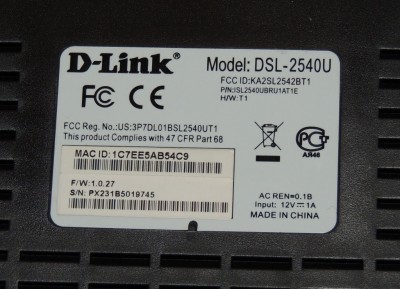 D-Link
Model: DSL-2540U
FCC ID:KA2SL2542BT1
P/N:ISL2540UBRU1AT1E
H/W:T1
FC CE
FCC Reg. No.:US:3P7DL01BSL2540UT1
This product Complies with 47 CFR Part 68
MAC ID:1C7EE5AB54C9
F/W:1.0.27
S/N: PX231B5019745
АЯ46
AC REN=0.1B
Input: 12V⎓1A
MADE IN CHINA